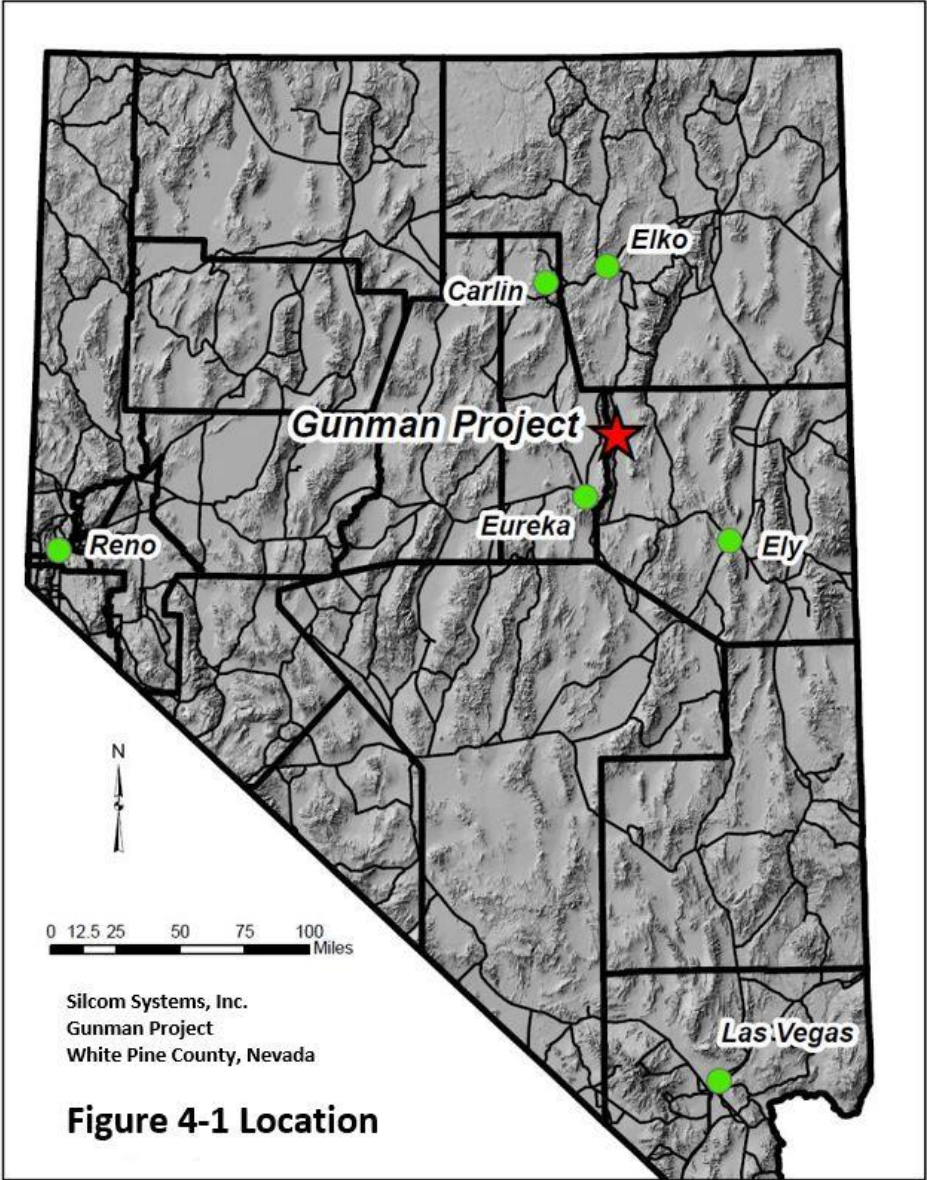 Elko
Carlin
Gunman Project
Eureka
Ely
Reno
N
0 12.5 25 50 75 100
Miles
Silcom Systems, Inc.
Gunman Project
White Pine County, Nevada
Las Vegas
Figure 4-1 Location